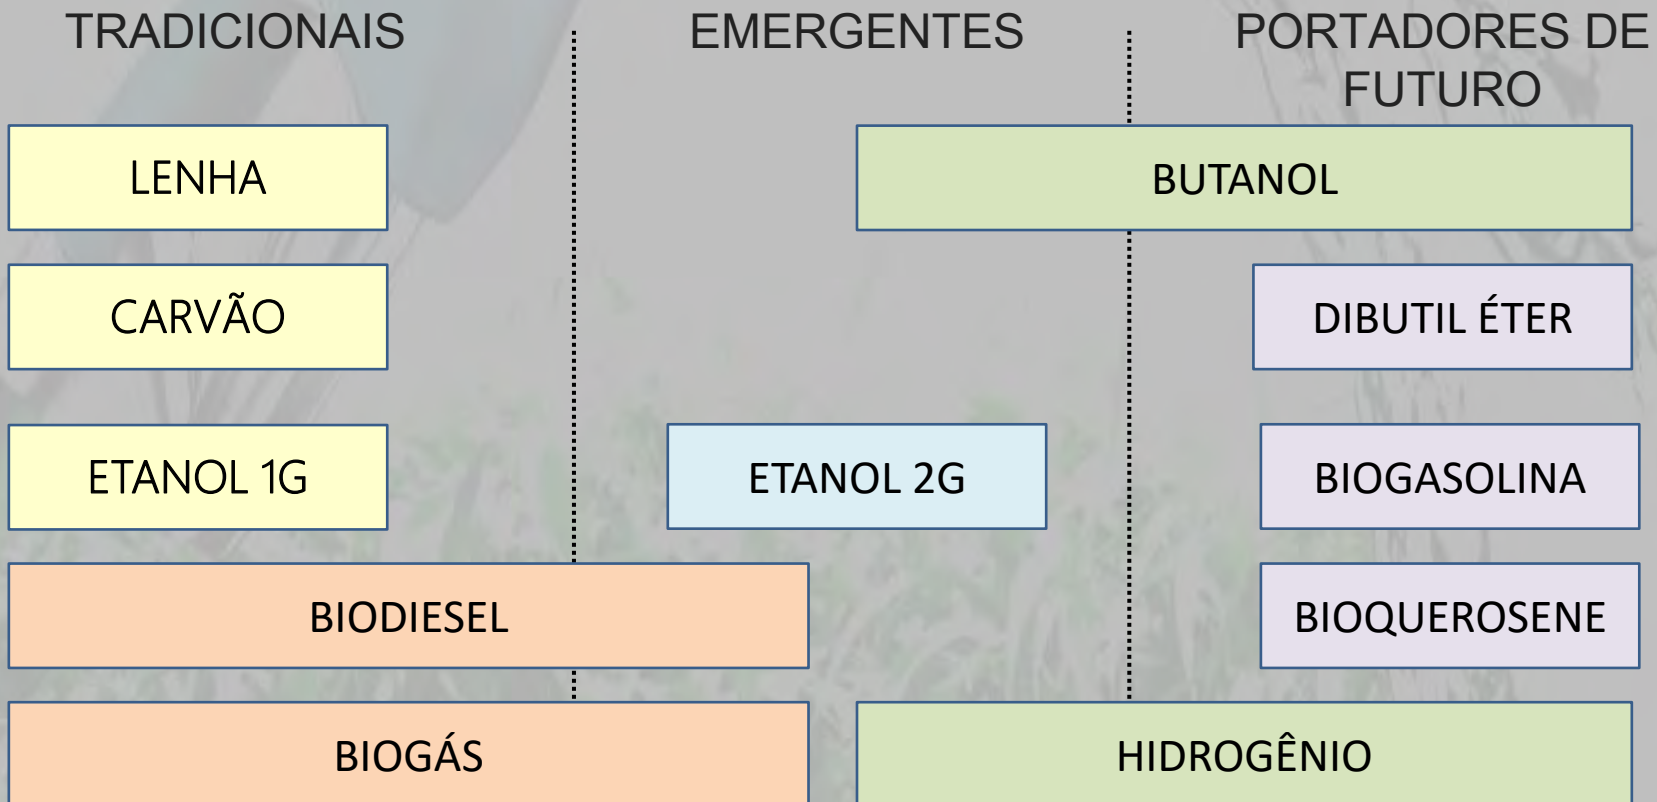 TRADICIONAIS
EMERGENTES
PORTADORES DE
FUTURO
LENHA
BUTANOL
CARVÃO
DIBUTIL ÉTER
ETANOL 1G
ETANOL 2G
BIOGASOLINA
BIODIESEL
BIOQUEROSENE
BIOGÁS
HIDROGÊNIO